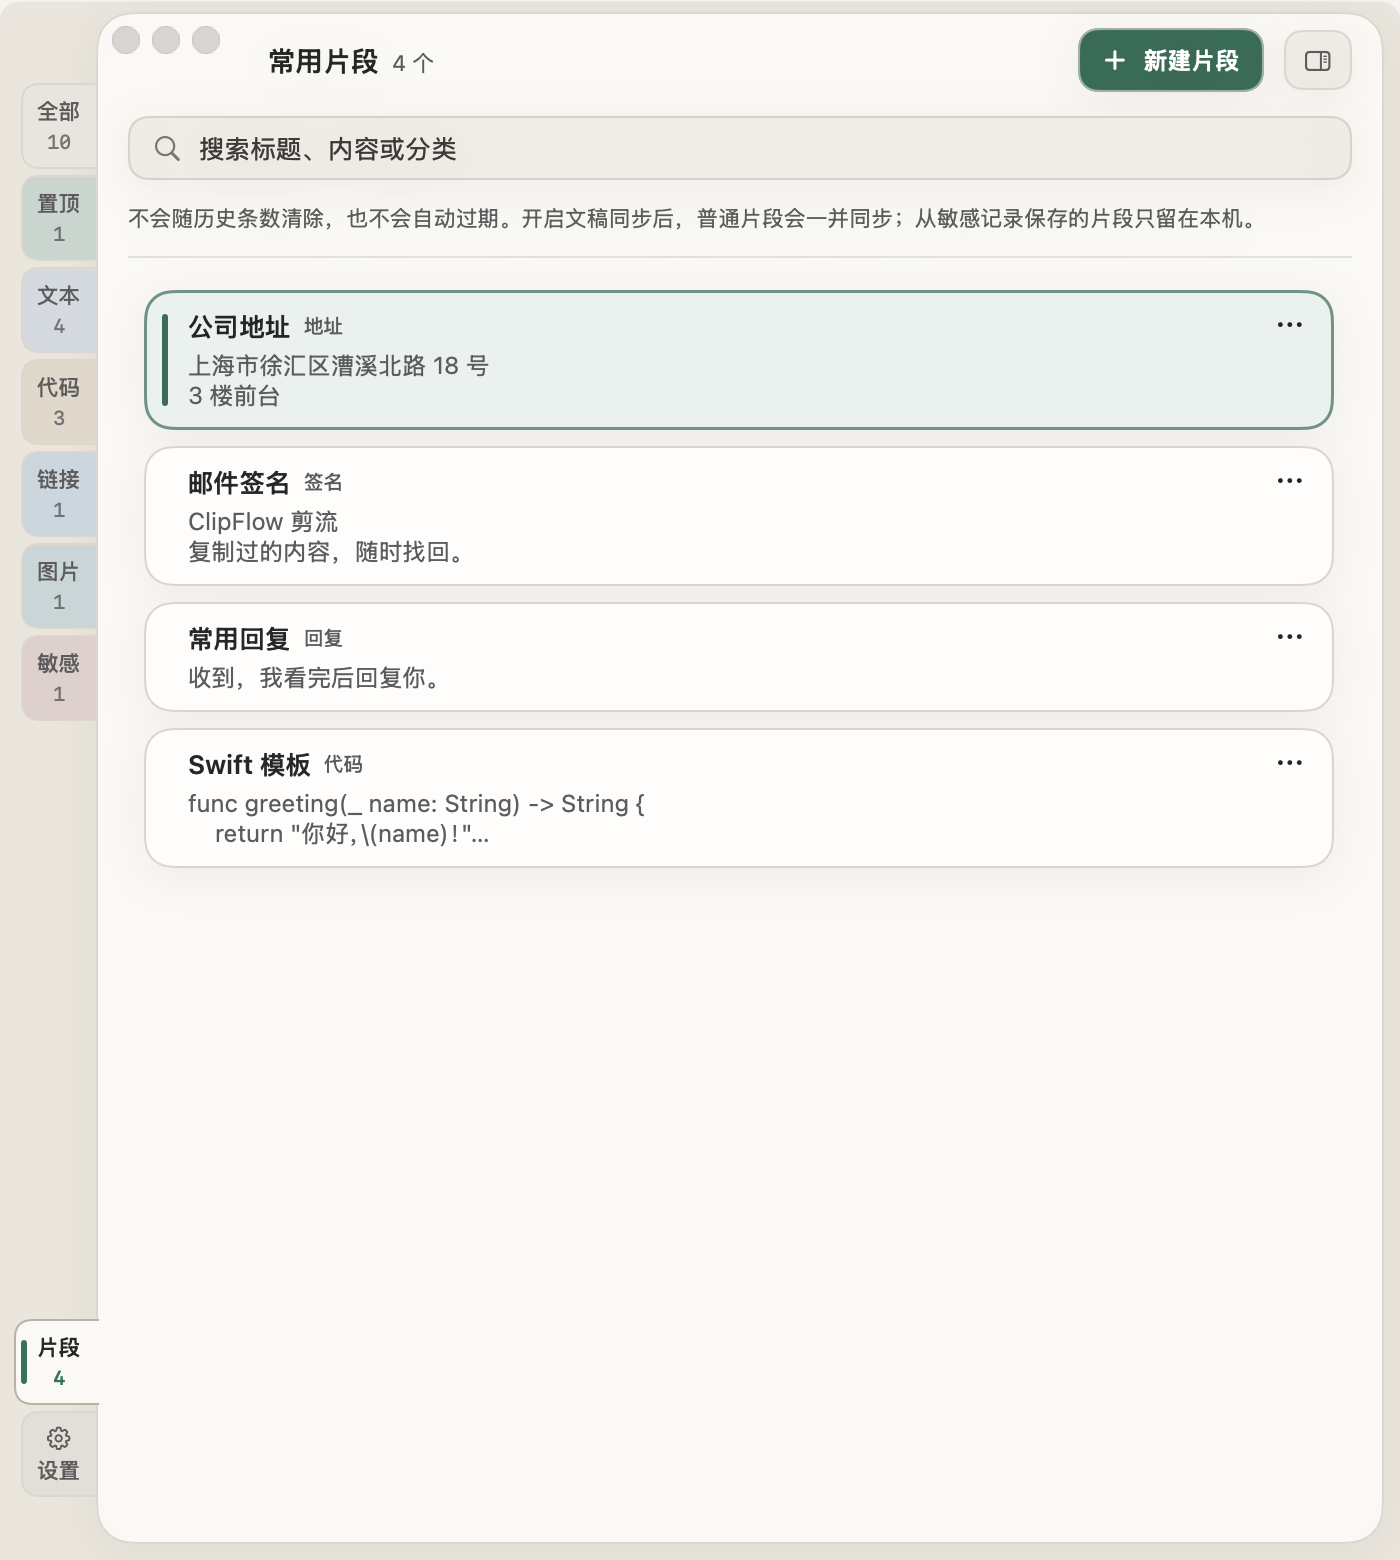 常用片段 4 个
新建片段
全部
10
置顶
1
文本
4
代码
3
链接
1
图片
1
敏感
1
片段
4
设置
搜索标题、内容或分类
不会随历史条数清除，也不会自动过期。开启文稿同步后，普通片段会一并同步；从敏感记录保存的片段只留在本机。
公司地址 地址
上海市徐汇区漕溪北路 18 号
3 楼前台
邮件签名 签名
ClipFlow 剪流
复制过的内容，随时找回。
常用回复 回复
收到，我看完后回复你。
Swift 模板 代码
func greeting(_ name: String) -> String {
    return "你好，\(name)！"...